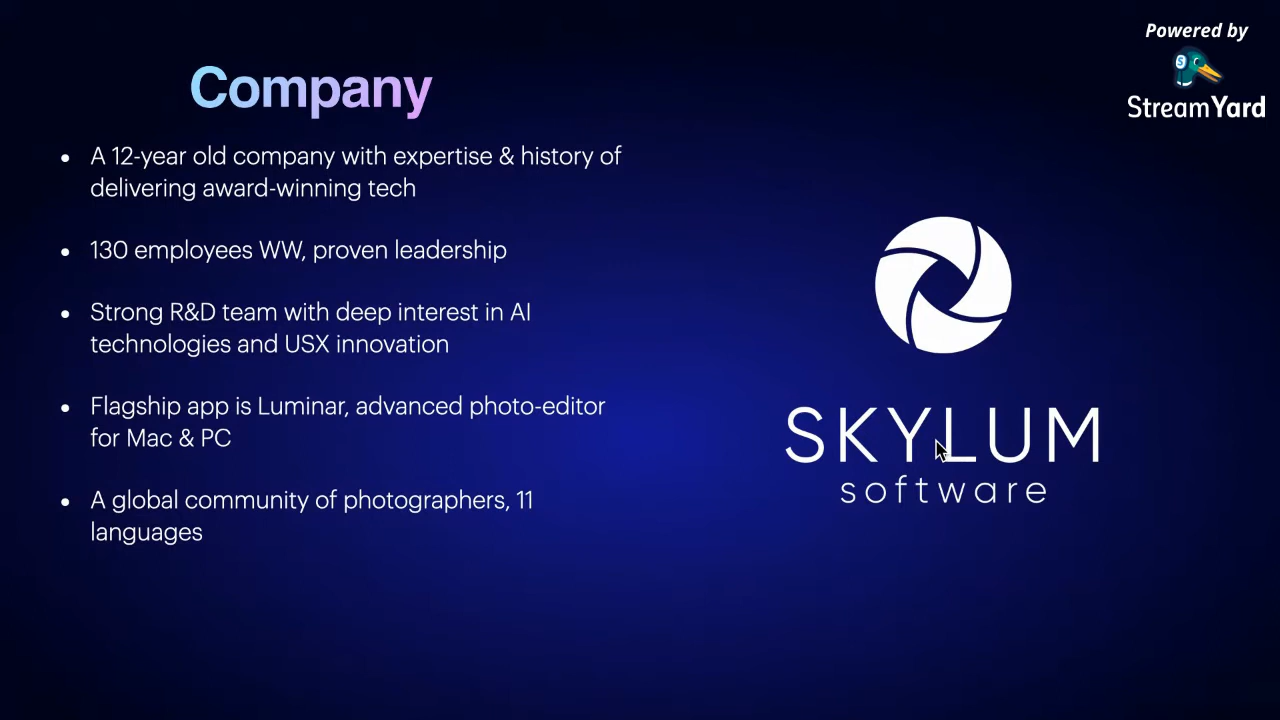 Powered by
StreamYard
Company
• A 12-year old company with expertise & history of
delivering award-winning tech
• 130 employees WW, proven leadership
• Strong R&D team with deep interest in AI
technologies and USX innovation
• Flagship app is Luminar, advanced photo-editor
for Mac & PC
• A global community of photographers, 11
languages
SKYLUM
software